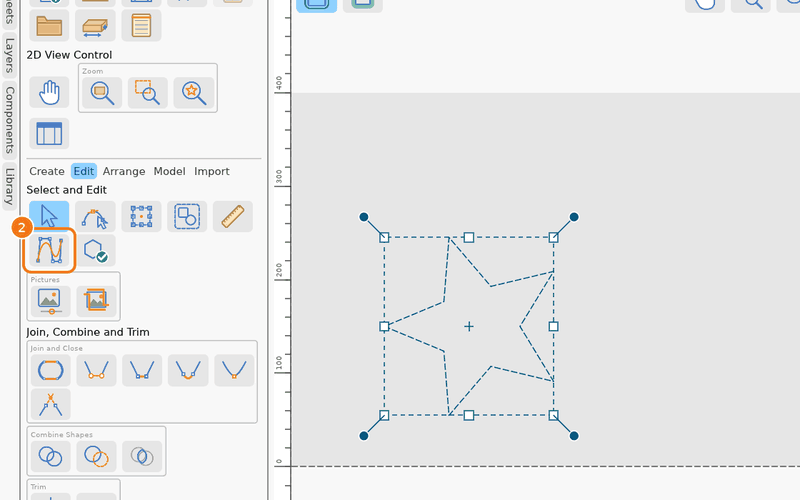 eets
Layers
Components
Library
2D View Control
Zoom
Create Edit Arrange Model Import
Select and Edit
2
Pictures
Join, Combine and Trim
Join and Close
Combine Shapes
Trim
400
300
200
100
0